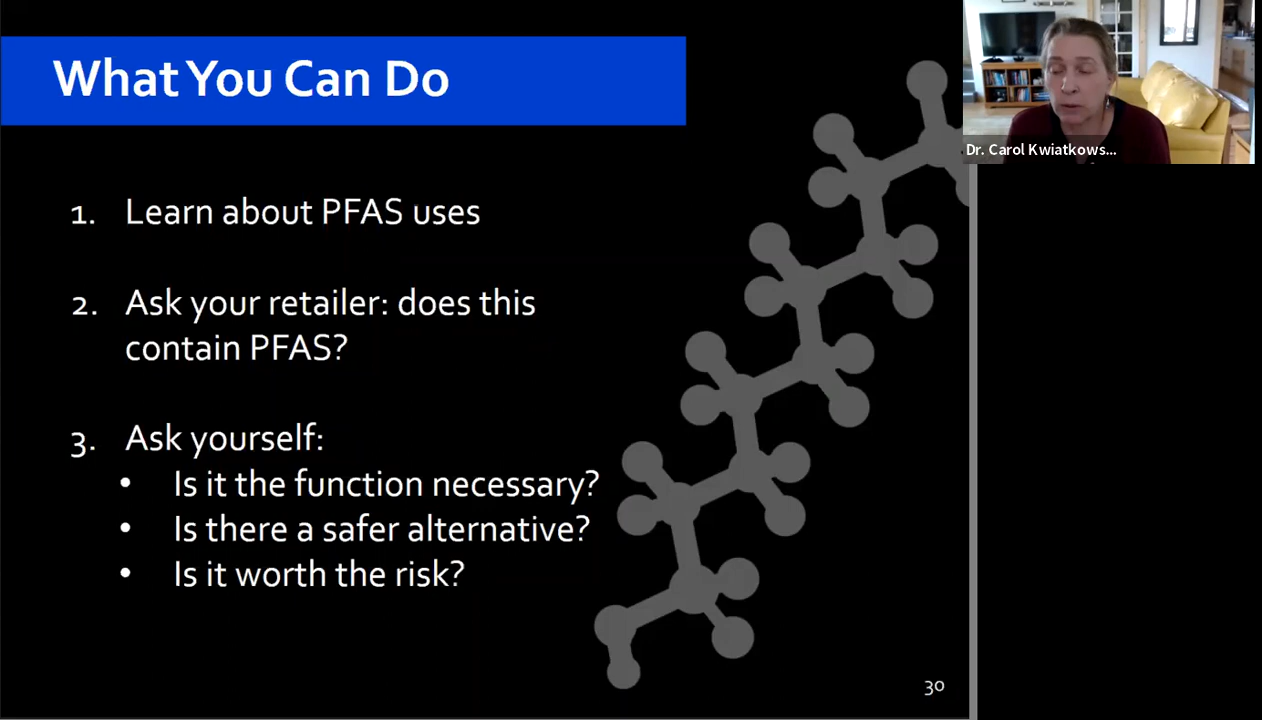 What You Can Do
Dr. Carol Kwiatkows...
1. Learn about PFAS uses
2. Ask your retailer: does this
contain PFAS?
3. Ask yourself:
• Is it the function necessary?
• Is there a safer alternative?
• Is it worth the risk?
30